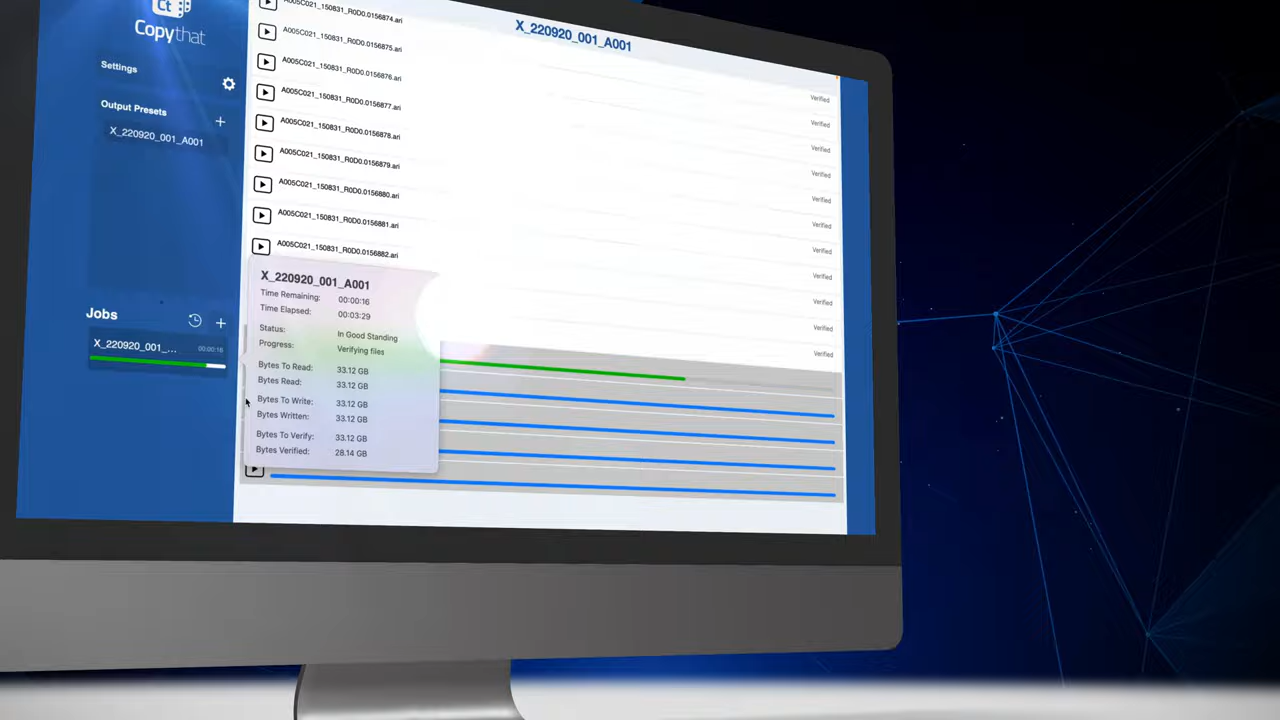 Ct
Copythat
Settings
Output Presets +
X_220920_001_A001
Jobs +
X_220920_001_... 00:00:16
X_220920_001_A001
A005C021_150831_R0D0.0156874.ari
A005C021_150831_R0D0.0156875.ari
A005C021_150831_R0D0.0156876.ari Verified
A005C021_150831_R0D0.0156877.ari Verified
A005C021_150831_R0D0.0156878.ari Verified
A005C021_150831_R0D0.0156879.ari Verified
A005C021_150831_R0D0.0156880.ari Verified
A005C021_150831_R0D0.0156881.ari Verified
A005C021_150831_R0D0.0156882.ari Verified
Verified
Verified
Verified
Verified
X_220920_001_A001
Time Remaining: 00:00:16
Time Elapsed: 00:03:29
Status: In Good Standing
Progress: Verifying files
Bytes To Read: 33.12 GB
Bytes Read: 33.12 GB
Bytes To Write: 33.12 GB
Bytes Written: 33.12 GB
Bytes To Verify: 33.12 GB
Bytes Verified: 28.14 GB